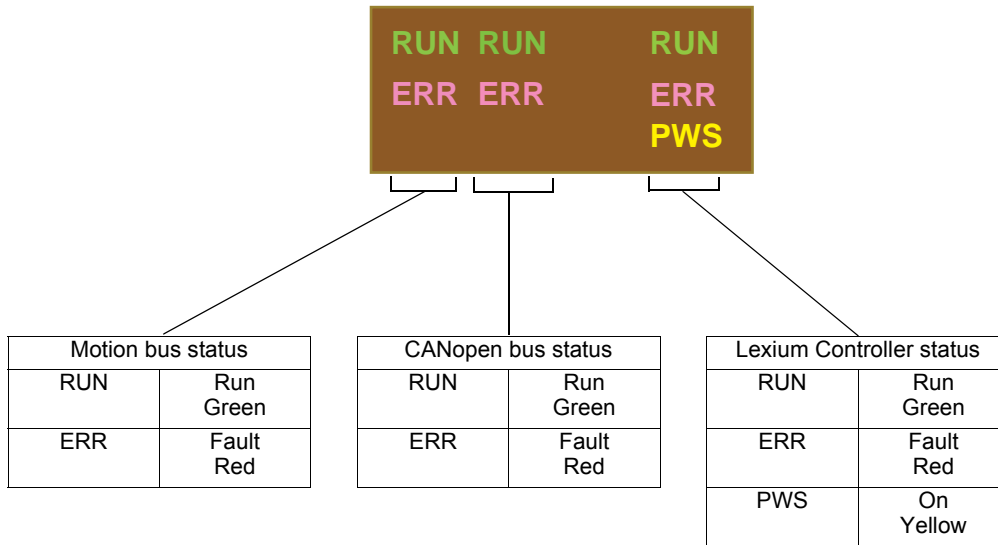 RUN RUN RUN
ERR ERR ERR
PWS
Motion bus status
RUN Run
Green
ERR Fault
Red
CANopen bus status
RUN Run
Green
ERR Fault
Red
Lexium Controller status
RUN Run
Green
ERR Fault
Red
PWS On
Yellow